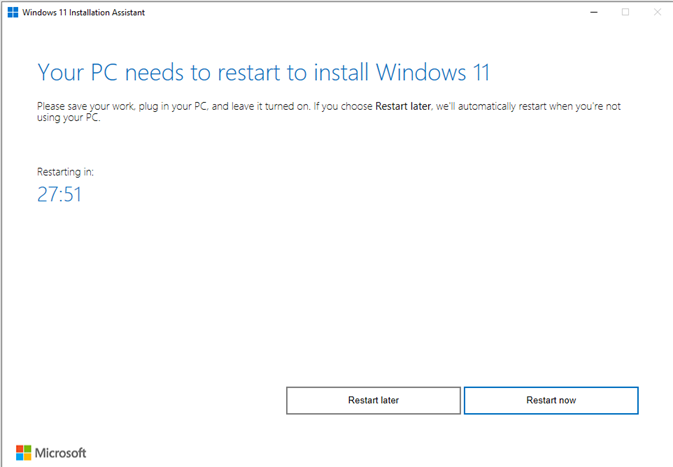 Windows 11 Installation Assistant
Your PC needs to restart to install Windows 11
Please save your work, plug in your PC, and leave it turned on. If you choose Restart later, we'll automatically restart when you're not
using your PC.
Restarting in:
27:51
Restart later
Restart now
Microsoft